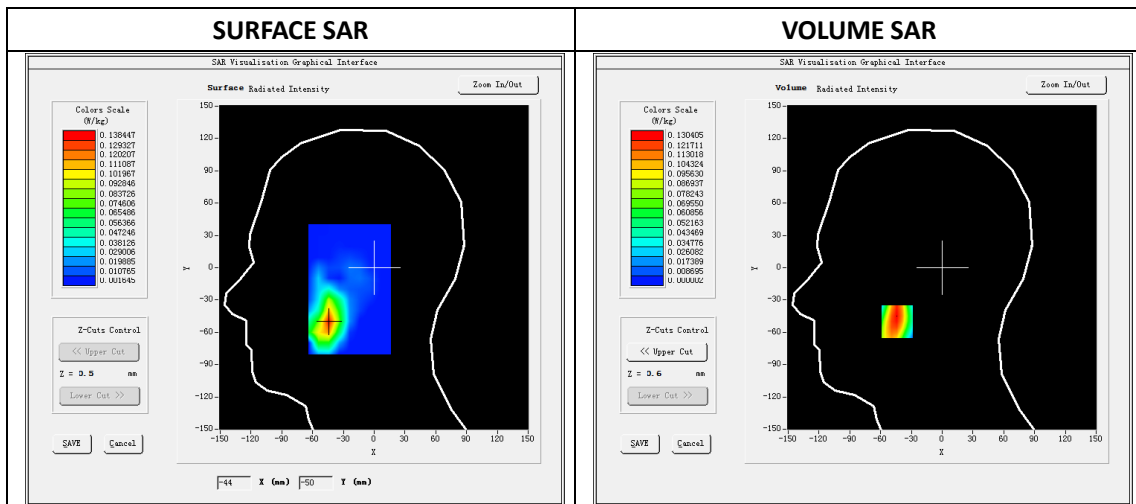 SURFACE SAR
VOLUME SAR
SAR Visualisation Graphical Interface
Surface Radiated Intensity
Zoom In/Out
Colors Scale
(W/kg)
0.138447
0.129327
0.120207
0.111087
0.101967
0.092846
0.083726
0.074606
0.065486
0.056366
0.047246
0.038126
0.029006
0.019885
0.010765
0.001645
150
120
90
60
30
0
-30
-60
-90
-120
-150
Y
-150 -120 -90 -60 -30 0 30 60 90 120 150
X
Z-Cuts Control
<< Upper Cut
Z = 0.5 mm
Lower Cut >>
SAVE Cancel
-44 X (mm) -50 Y (mm)
SAR Visualisation Graphical Interface
Volume Radiated Intensity
Zoom In/Out
Colors Scale
(W/kg)
0.130405
0.121711
0.113018
0.104324
0.095630
0.086937
0.078243
0.069550
0.060856
0.052163
0.043469
0.034776
0.026082
0.017389
0.008695
0.000002
150
120
90
60
30
0
-30
-60
-90
-120
-150
Y
-150 -120 -90 -60 -30 0 30 60 90 120 150
X
Z-Cuts Control
<< Upper Cut
Z = 0.6 mm
Lower Cut >>
SAVE Cancel